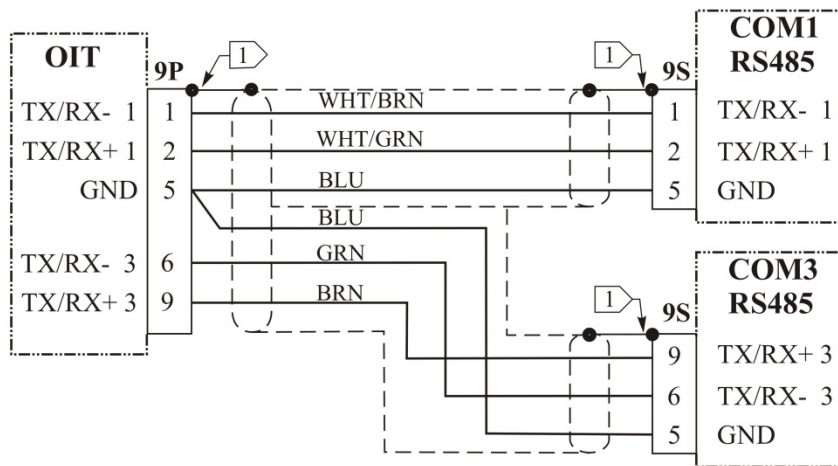 OIT
9P
1
TX/RX- 1
1
TX/RX+ 1
2
GND
5
TX/RX- 3
6
TX/RX+ 3
9
WHT/BRN
WHT/GRN
BLU
BLU
GRN
BRN
COM1
RS485
1
9S
1
TX/RX- 1
2
TX/RX+ 1
5
GND
COM3
RS485
1
9S
9
TX/RX+ 3
6
TX/RX- 3
5
GND